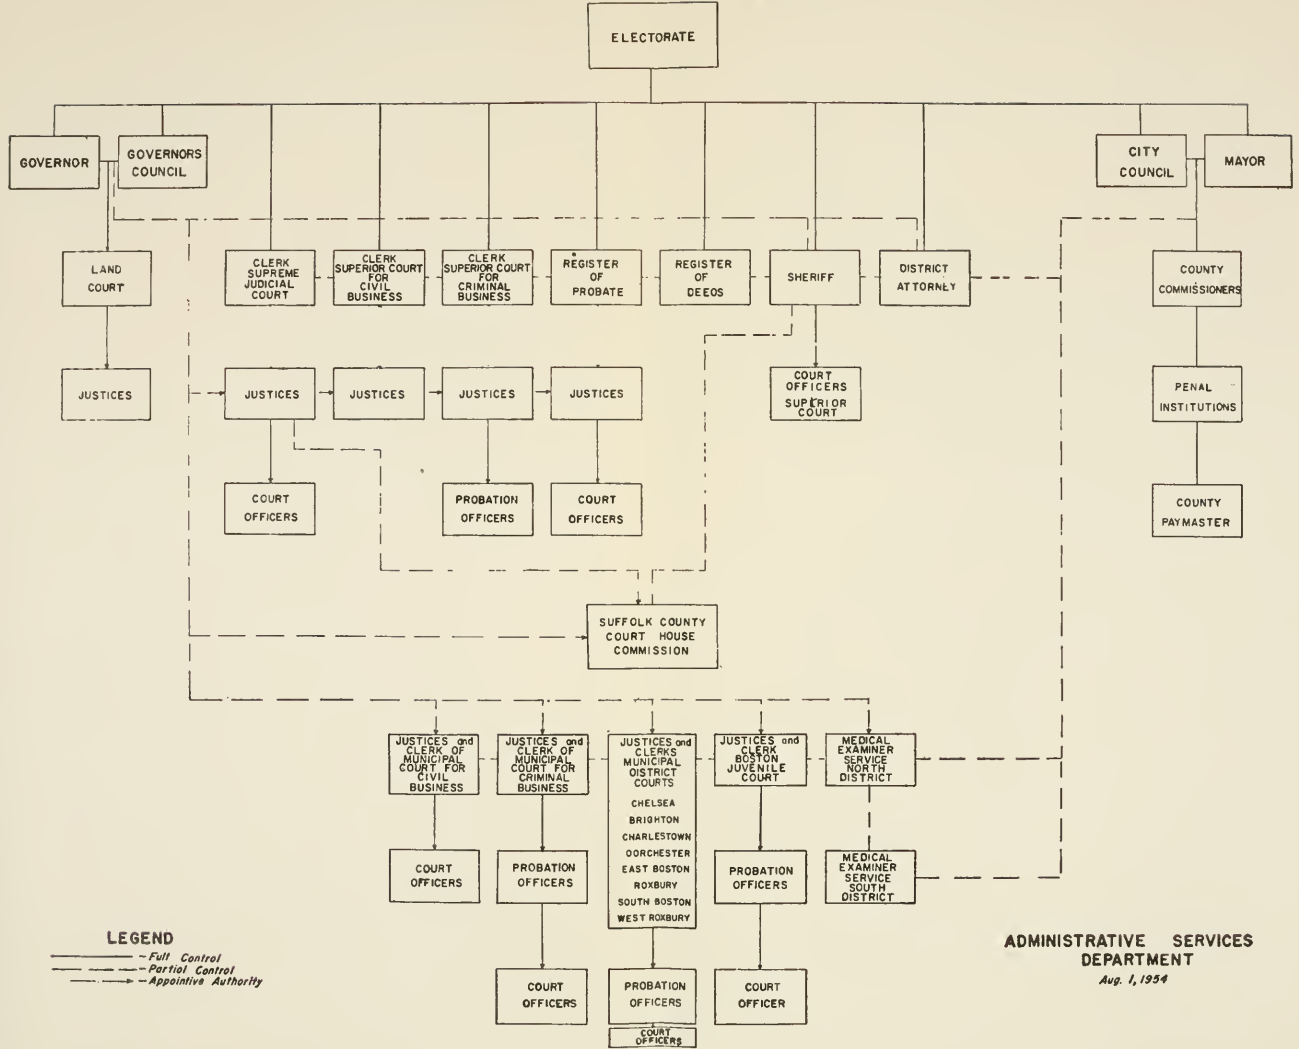 ELECTORATE
GOVERNOR
GOVERNORS
COUNCIL
CITY
COUNCIL
MAYOR
LAND
COURT
CLERK
SUPREME
JUDICIAL
COURT
CLERK
SUPERIOR COURT
FOR
CIVIL
BUSINESS
CLERK
SUPERIOR COURT
FOR
CRIMINAL
BUSINESS
REGISTER
OF
PROBATE
REGISTER
OF
DEEOS
SHERIFF
DISTRICT
ATTORNEY
COUNTY
COMMISSIONERS
JUSTICES
JUSTICES
JUSTICES
JUSTICES
JUSTICES
COURT
OFFICERS
SUPERIOR
COURT
PENAL
INSTITUTIONS
COURT
OFFICERS
PROBATION
OFFICERS
COURT
OFFICERS
COUNTY
PAYMASTER
SUFFOLK COUNTY
COURT HOUSE
COMMISSION
JUSTICES and
CLERK OF
MUNICIPAL
COURT FOR
CIVIL
BUSINESS
JUSTICES and
CLERK OF
MUNICIPAL
COURT FOR
CRIMINAL
BUSINESS
JUSTICES and
CLERKS
MUNICIPAL
DISTRICT
COURTS
CHELSEA
BRIGHTON
CHARLESTOWN
OORCHESTER
EAST BOSTON
ROXBURY
SOUTH BOSTON
WEST ROXBURY
JUSTICES and
CLERK
BOSTON
JUVENILE
COURT
MEDICAL
EXAMINER
SERVICE
NORTH
DISTRICT
COURT
OFFICERS
PROBATION
OFFICERS
PROBATION
OFFICERS
MEDICAL
EXAMINER
SERVICE
SOUTH
DISTRICT
COURT
OFFICERS
PROBATION
OFFICERS
COURT
OFFICERS
COURT
OFFICER
LEGEND
- Full Control
- Partial Control
- Appointive Authority
ADMINISTRATIVE SERVICES
DEPARTMENT
Aug. 1, 1954